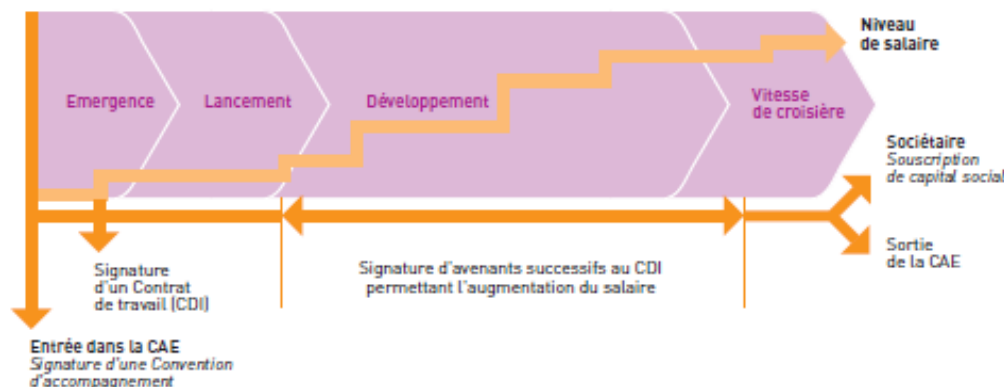 Niveau
de salaire
Emergence
Lancement
Développement
Vitesse
de croisière
Sociétaire
Souscription
de capital social
Sortie
de la CAE
Signature
d'un Contrat
de travail (CDI)
Signature d'avenants successifs au CDI
permettant l'augmentation du salaire
Entrée dans la CAE
Signature d'une Convention
d'accompagnement